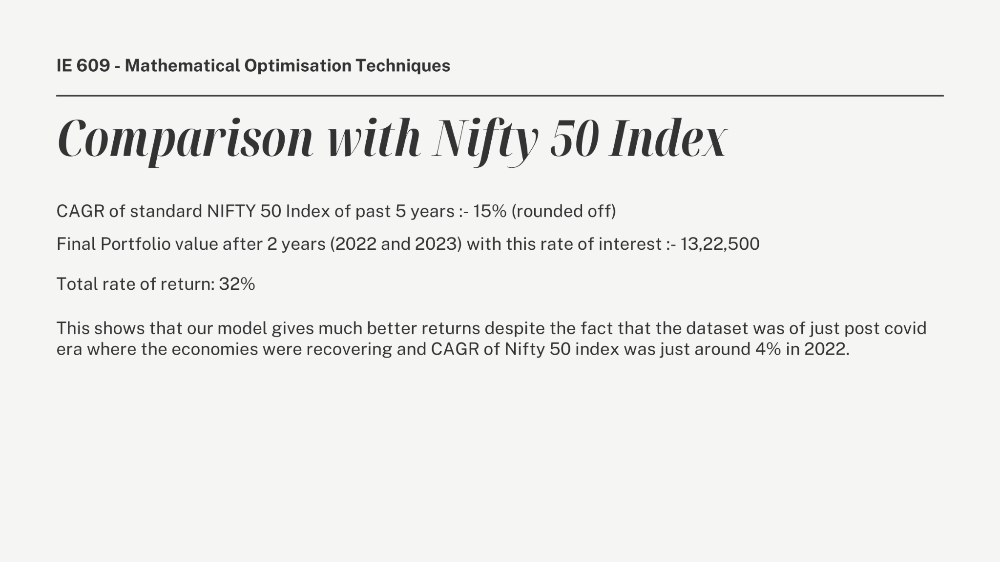 IE 609 - Mathematical Optimisation Techniques
Comparison with Nifty 50 Index
CAGR of standard NIFTY 50 Index of past 5 years :- 15% (rounded off)
Final Portfolio value after 2 years (2022 and 2023) with this rate of interest :- 13,22,500
Total rate of return: 32%
This shows that our model gives much better returns despite the fact that the dataset was of just post covid
era where the economies were recovering and CAGR of Nifty 50 index was just around 4% in 2022.